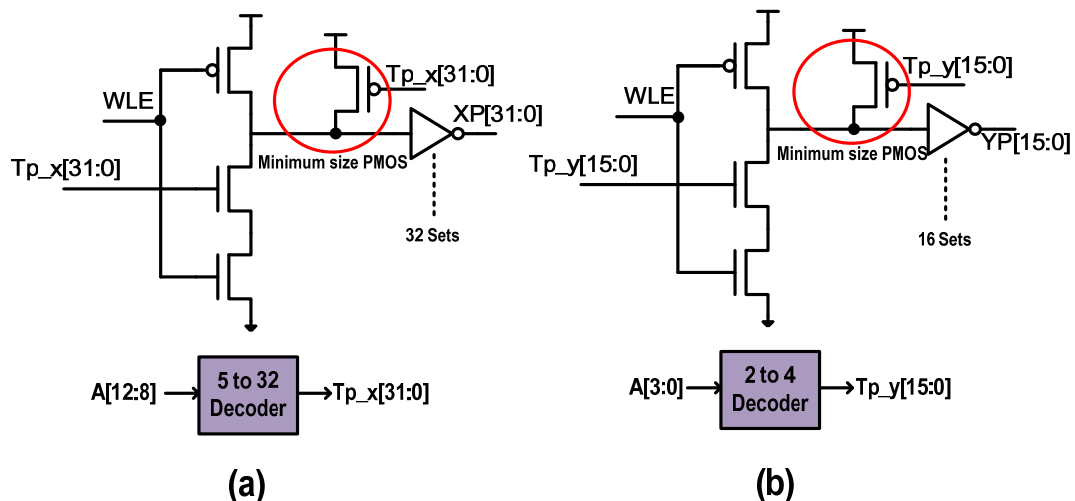 WLE
Tp_x[31:0]
XP[31:0]
Minimum size PMOS
Tp_x[31:0]
32 Sets
A[12:8]
5 to 32
Decoder
Tp_x[31:0]
(a)
WLE
Tp_y[15:0]
YP[15:0]
Minimum size PMOS
Tp_y[15:0]
16 Sets
A[3:0]
2 to 4
Decoder
Tp_y[15:0]
(b)